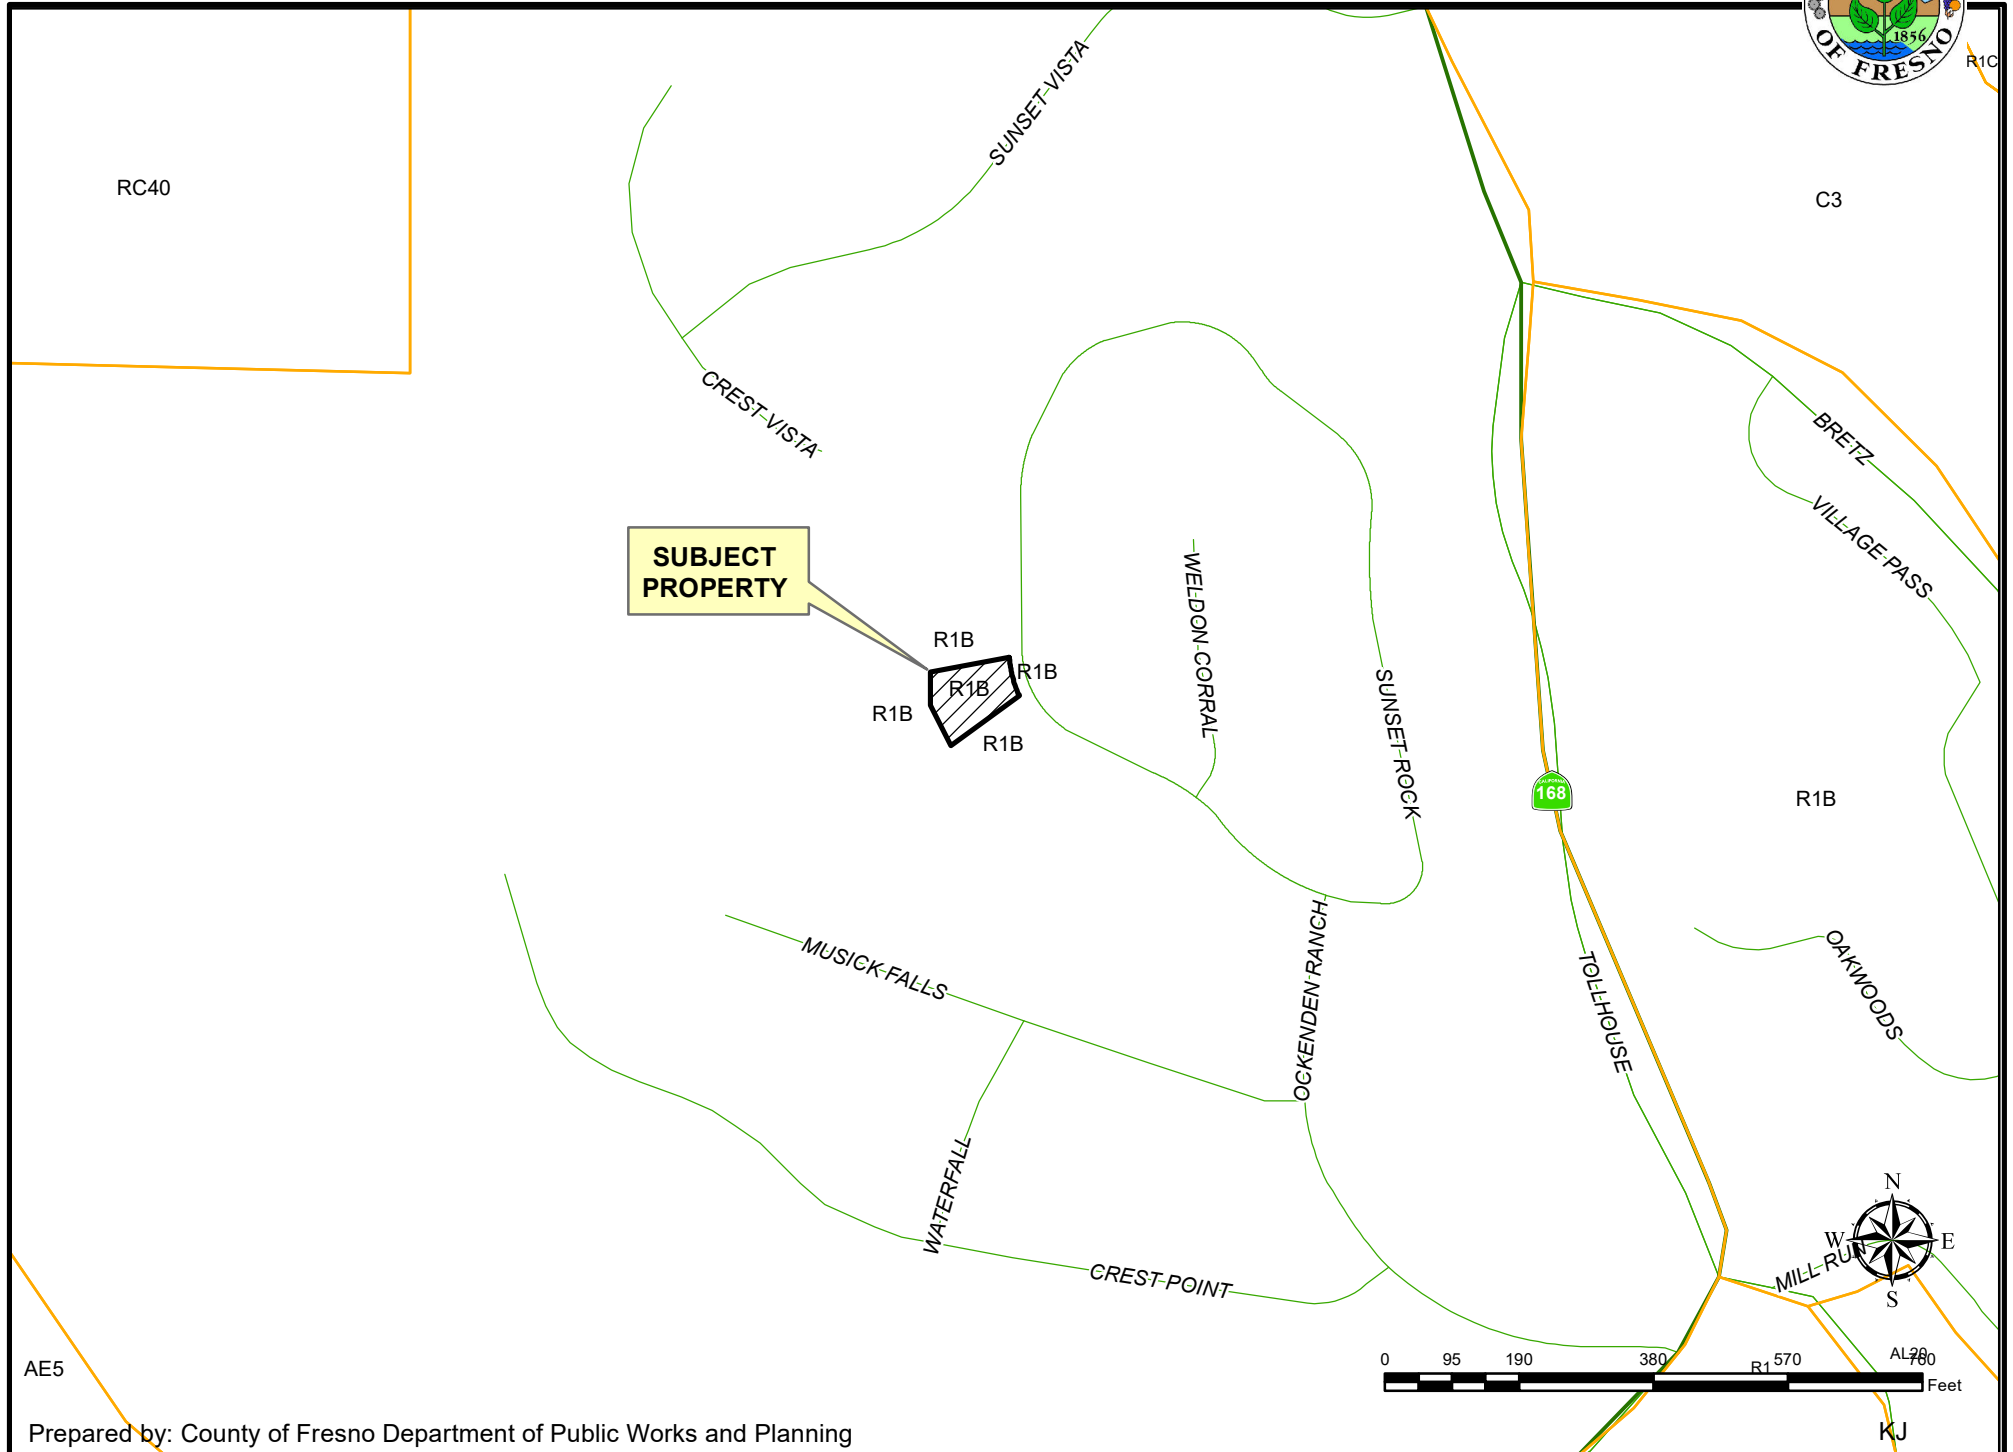 OF FRESNO
1856
R1C
SUNSET VISTA
RC40
C3
CREST VISTA
BRETZ
VILLAGE PASS
SUBJECT
PROPERTY
WELDON CORRAL
R1B
R1B
R1B
R1B
R1B
SUNSET ROCK
CALIFORNIA
168
R1B
MUSICK FALLS
OCKENDEN RANCH
TOLLHOUSE
OAKWOODS
WATERFALL
CREST POINT
N
W
E
S
MILL RUN
AE5
0 95 190 380 570 760
R1
AL20
Feet
Prepared by: County of Fresno Department of Public Works and Planning
KJ